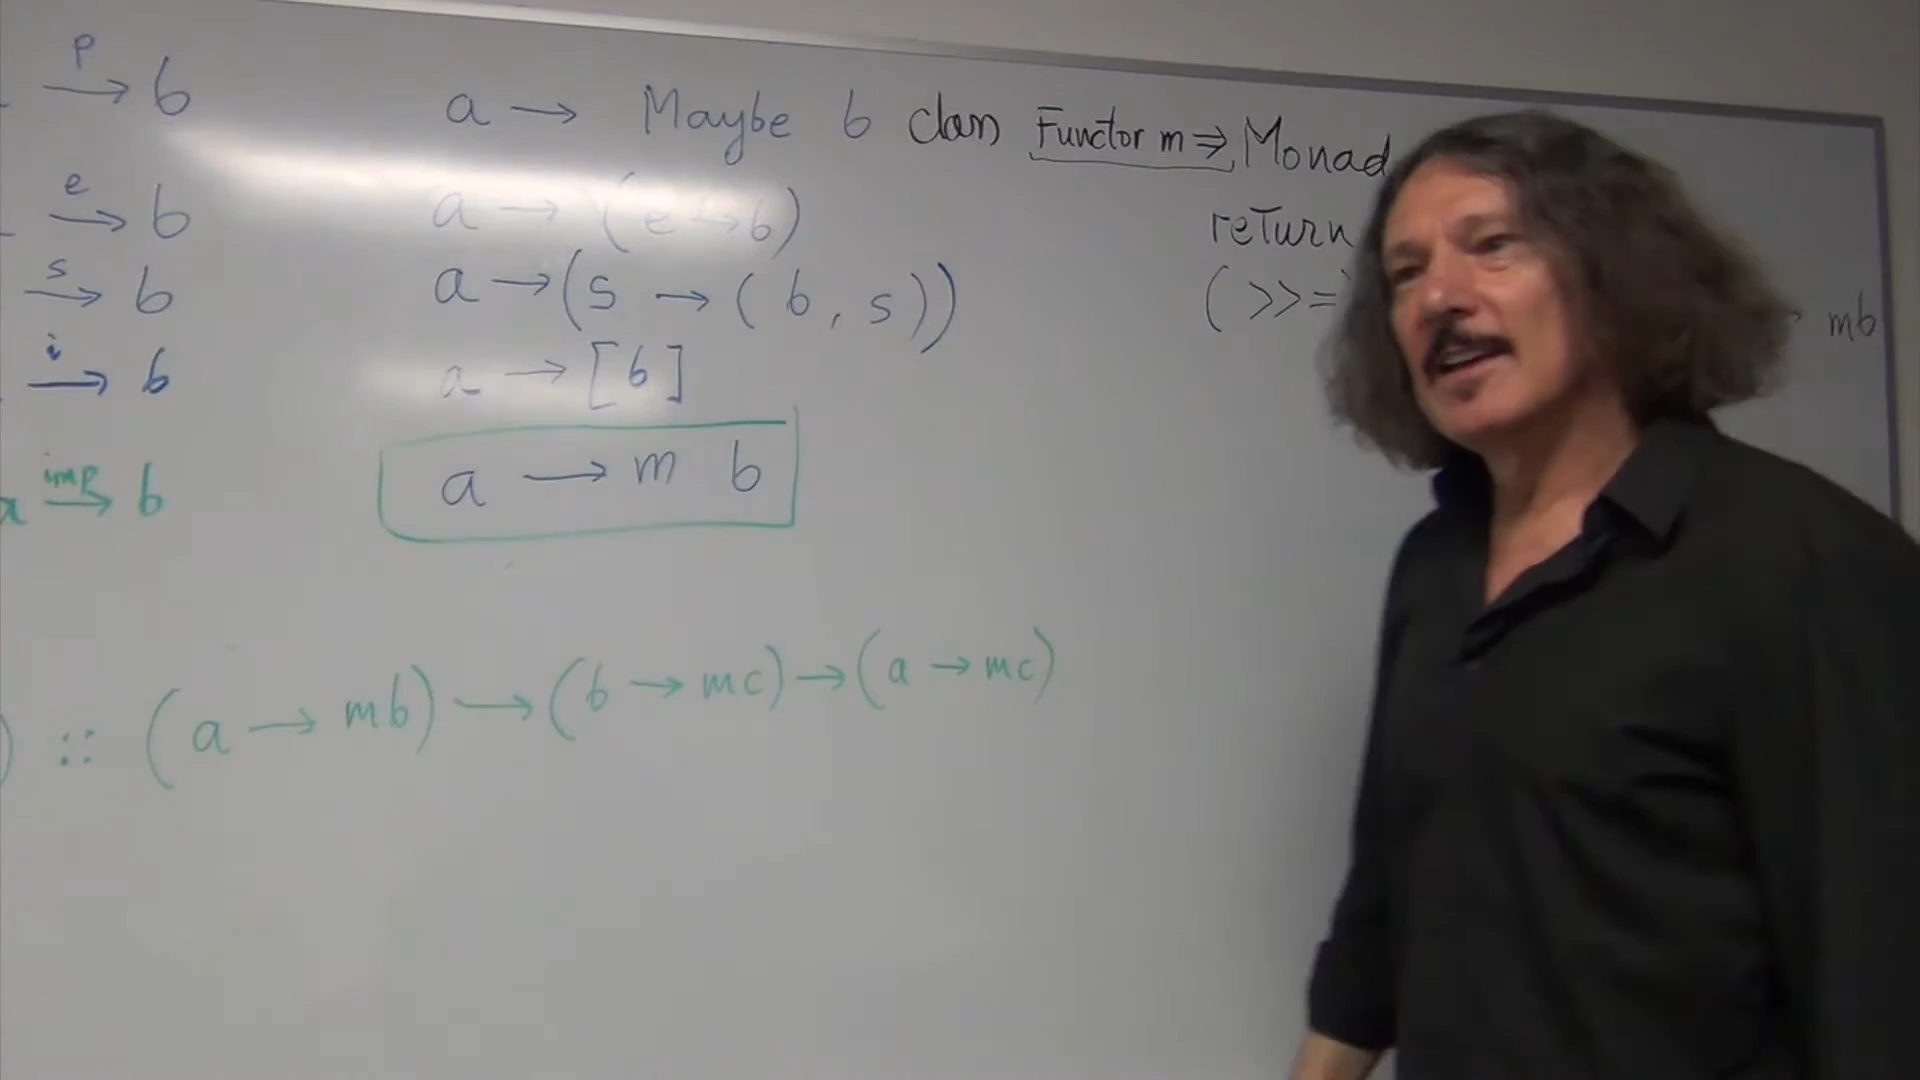 p
→ b a → Maybe b class Functor m => Monad
e
→ b a → (e → b) return
s
→ b a → (s → (b, s)) (>>= → mb
i
→ b a → [b]
imp
a → b a → m b
) :: (a → mb) → (b → mc) → (a → mc)